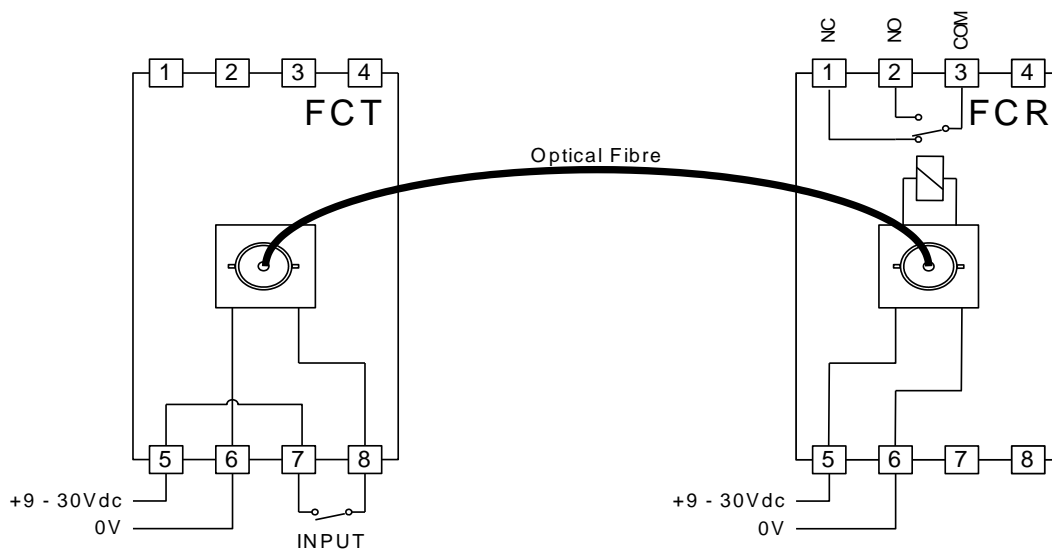 NC NO COM
1 2 3 4
1 2 3 4
FCT
FCR
Optical Fibre
5 6 7 8
5 6 7 8
+9 - 30Vdc
0V
INPUT
+9 - 30Vdc
0V